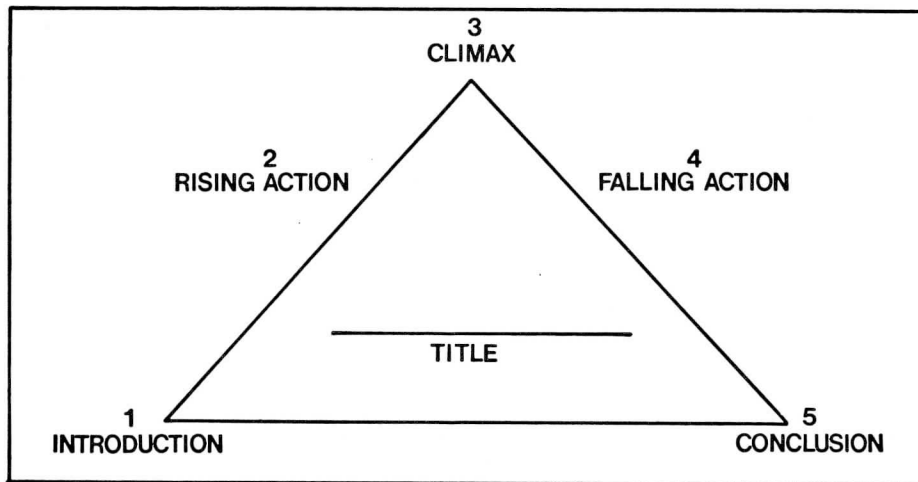 3
CLIMAX
2
RISING ACTION
4
FALLING ACTION
TITLE
1
INTRODUCTION
5
CONCLUSION